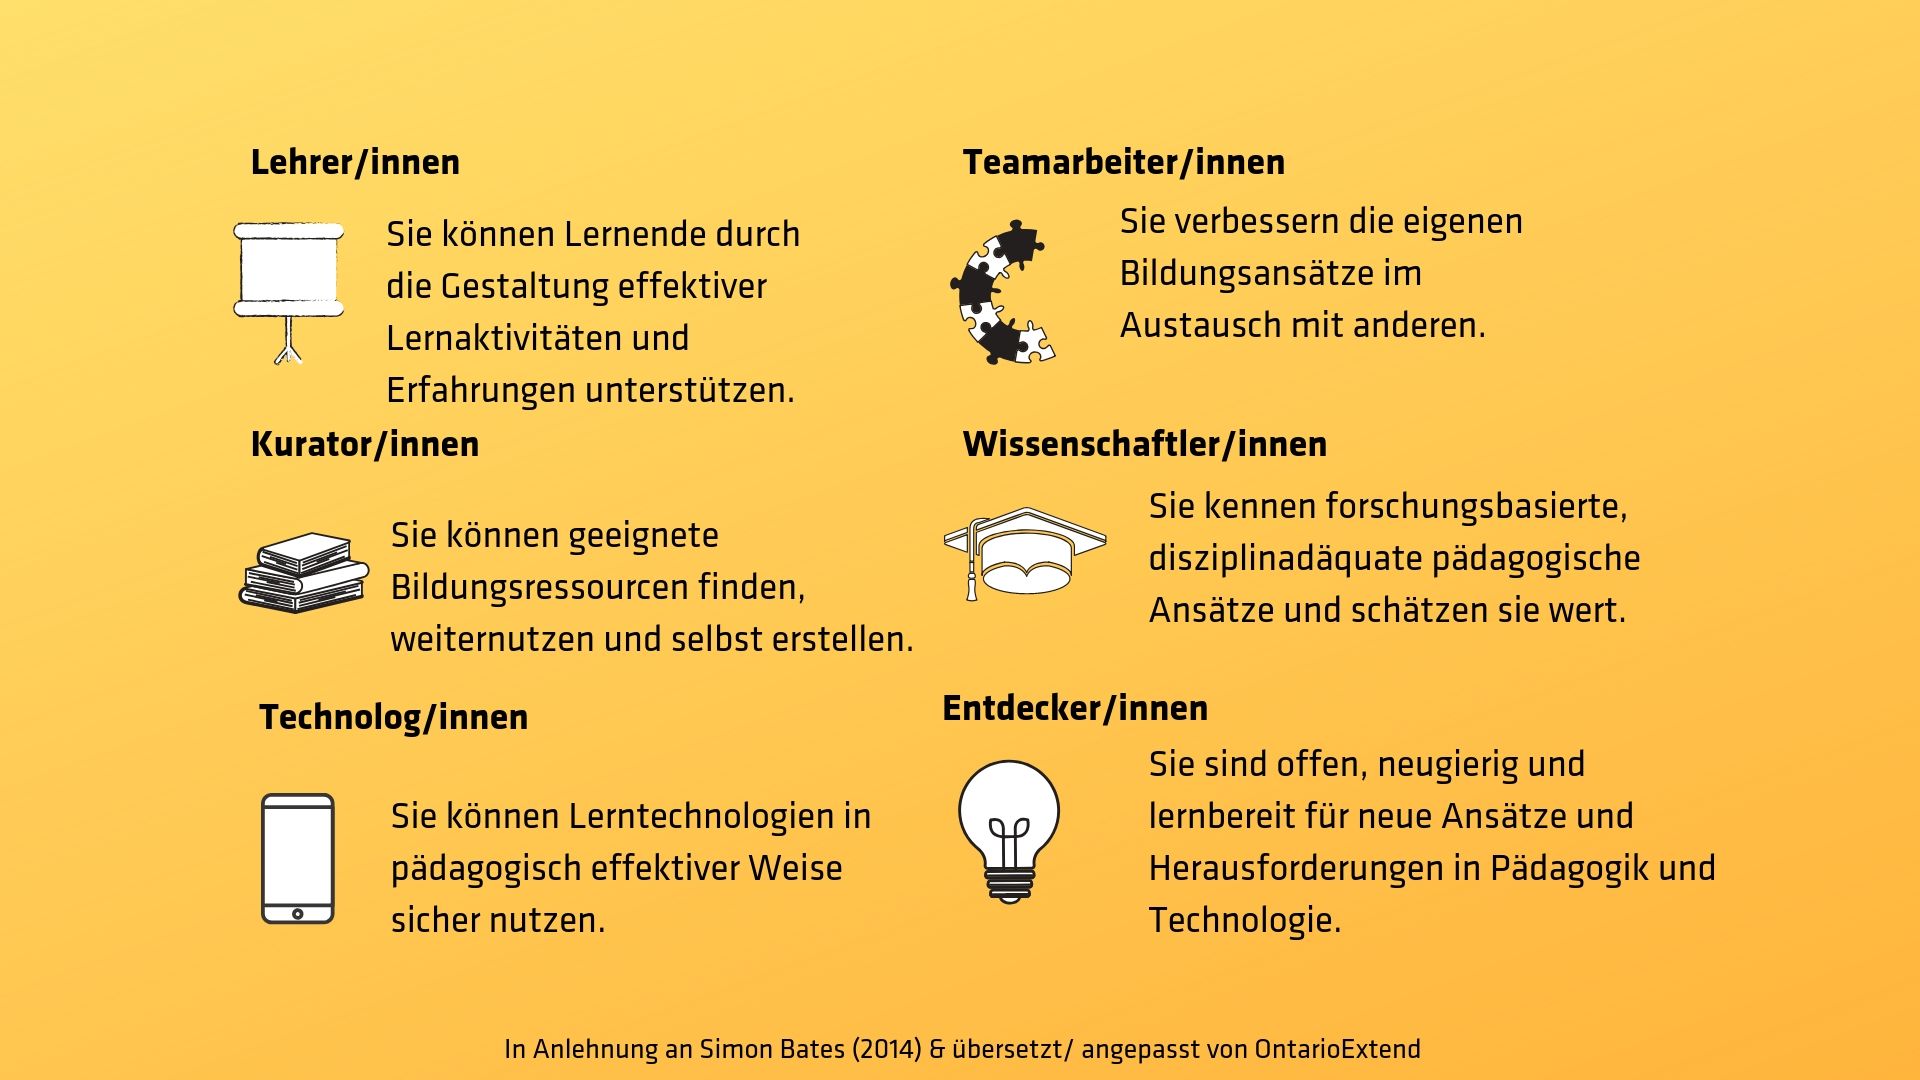 Lehrer/innen
Sie können Lernende durch
die Gestaltung effektiver
Lernaktivitäten und
Erfahrungen unterstützen.
Teamarbeiter/innen
Sie verbessern die eigenen
Bildungsansätze im
Austausch mit anderen.
Kurator/innen
Sie können geeignete
Bildungsressourcen finden,
weiternutzen und selbst erstellen.
Wissenschaftler/innen
Sie kennen forschungsbasierte,
disziplinadäquate pädagogische
Ansätze und schätzen sie wert.
Technolog/innen
Sie können Lerntechnologien in
pädagogisch effektiver Weise
sicher nutzen.
Entdecker/innen
Sie sind offen, neugierig und
lernbereit für neue Ansätze und
Herausforderungen in Pädagogik und
Technologie.
In Anlehnung an Simon Bates (2014) & übersetzt/ angepasst von OntarioExtend